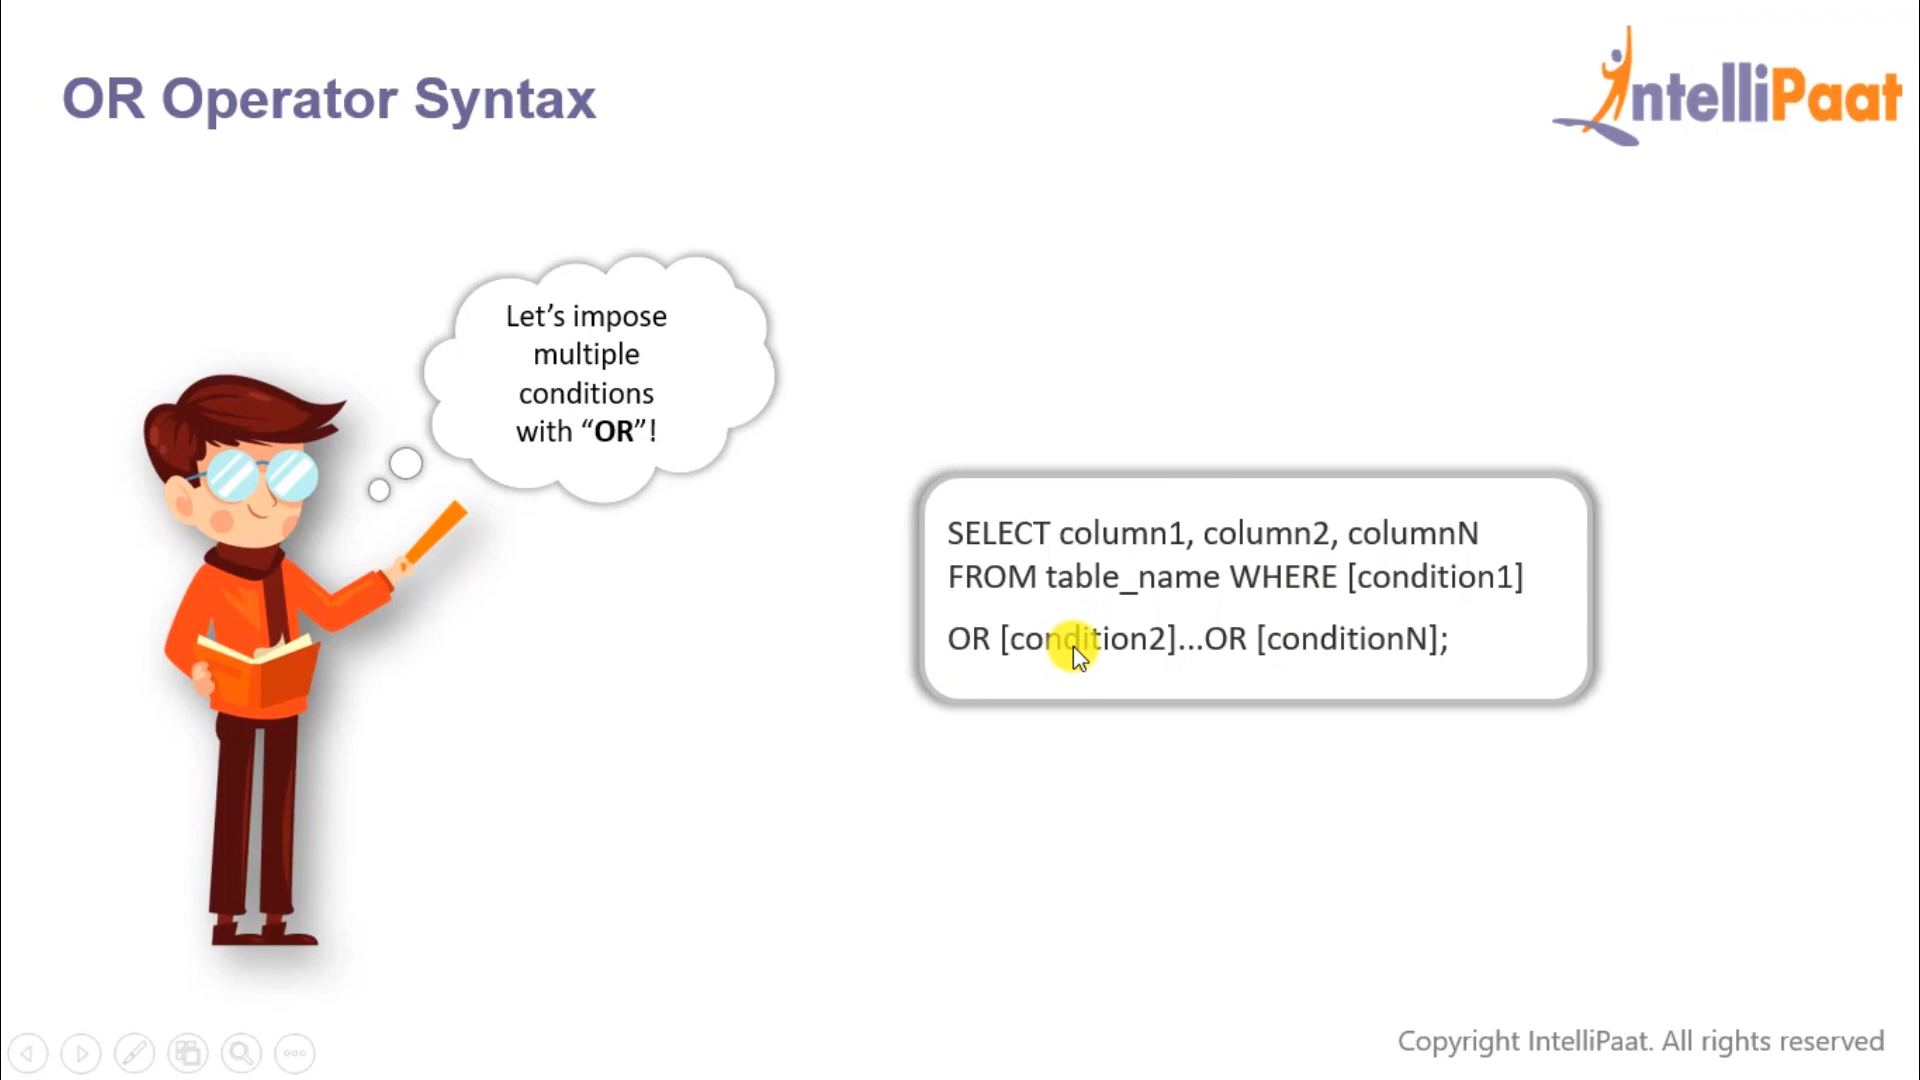 OR Operator Syntax
IntelliPaat
Let’s impose
multiple
conditions
with “OR”!
SELECT column1, column2, columnN
FROM table_name WHERE [condition1]
OR [condition2]...OR [conditionN];
Copyright IntelliPaat. All rights reserved